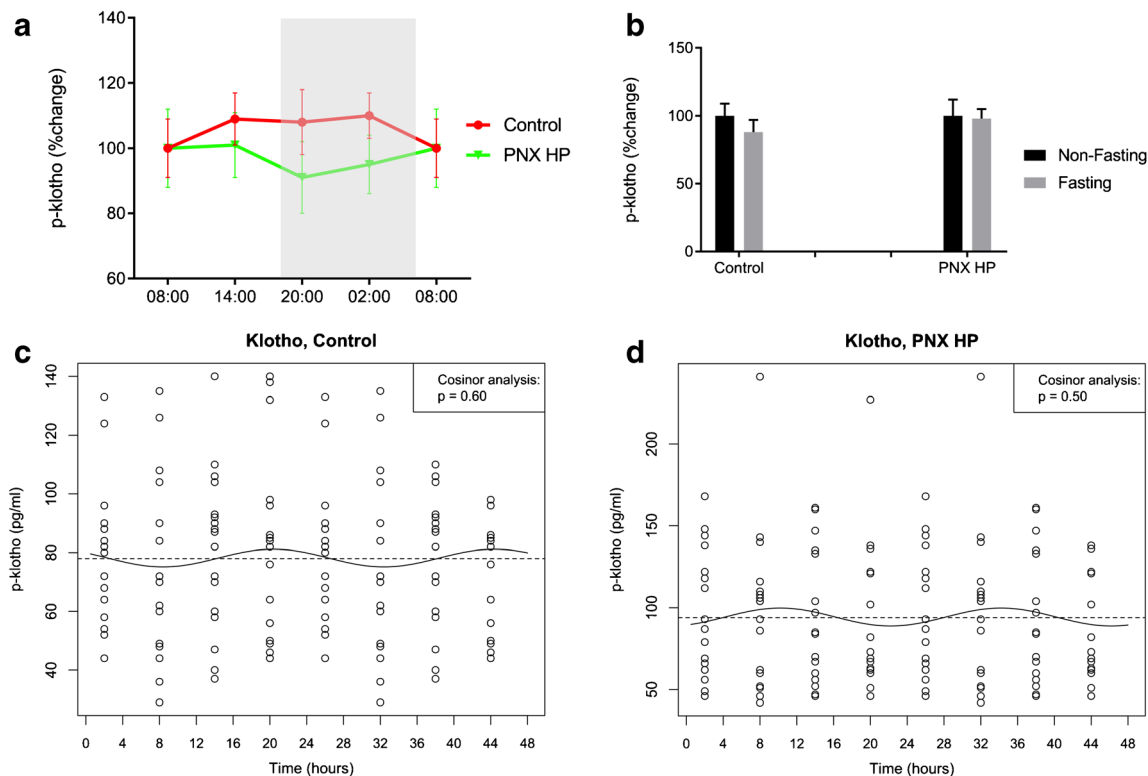 a
p-klotho (%change)
140
120
100
80
60
08:00 14:00 20:00 02:00 08:00
Control
PNX HP
b
p-klotho (%change)
150
100
50
0
Control PNX HP
Non-Fasting
Fasting
c
Klotho, Control
Cosinor analysis:
p = 0.60
p-klotho (pg/ml)
140
120
100
80
60
40
0 4 8 12 16 20 24 28 32 36 40 44 48
Time (hours)
d
Klotho, PNX HP
Cosinor analysis:
p = 0.50
p-klotho (pg/ml)
200
150
100
50
0 4 8 12 16 20 24 28 32 36 40 44 48
Time (hours)